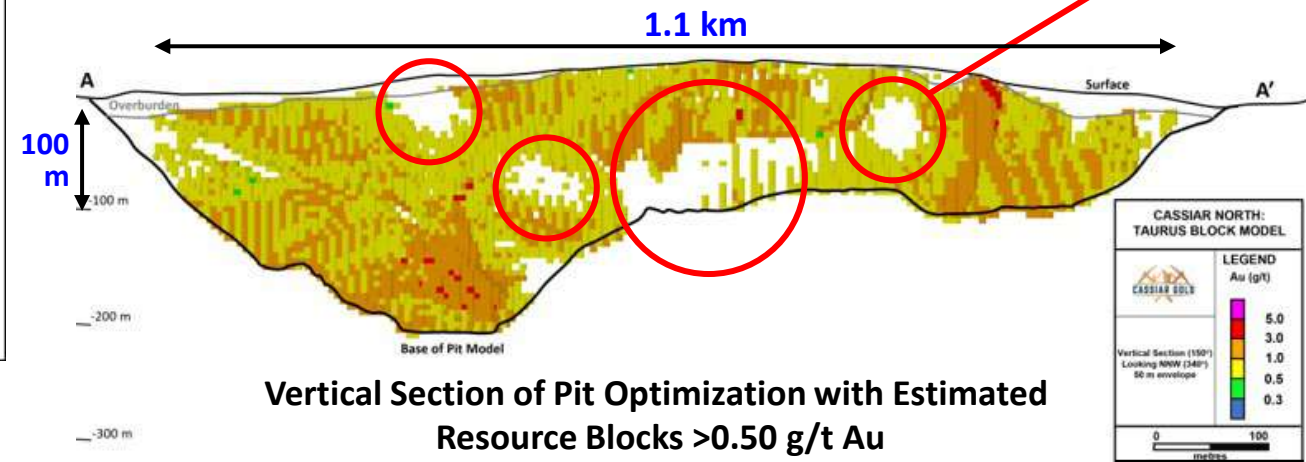 1.1 km
A
Overburden
Surface
A'
100
m
-100 m
-200 m
Base of Pit Model
-300 m
Vertical Section of Pit Optimization with Estimated
Resource Blocks >0.50 g/t Au
CASSIAR NORTH:
TAURUS BLOCK MODEL
CASSIAR GOLD
LEGEND
Au (g/t)
5.0
3.0
1.0
0.5
0.3
Vertical Section (150°)
Looking NNW (340°)
50 m envelope
0 100
metres